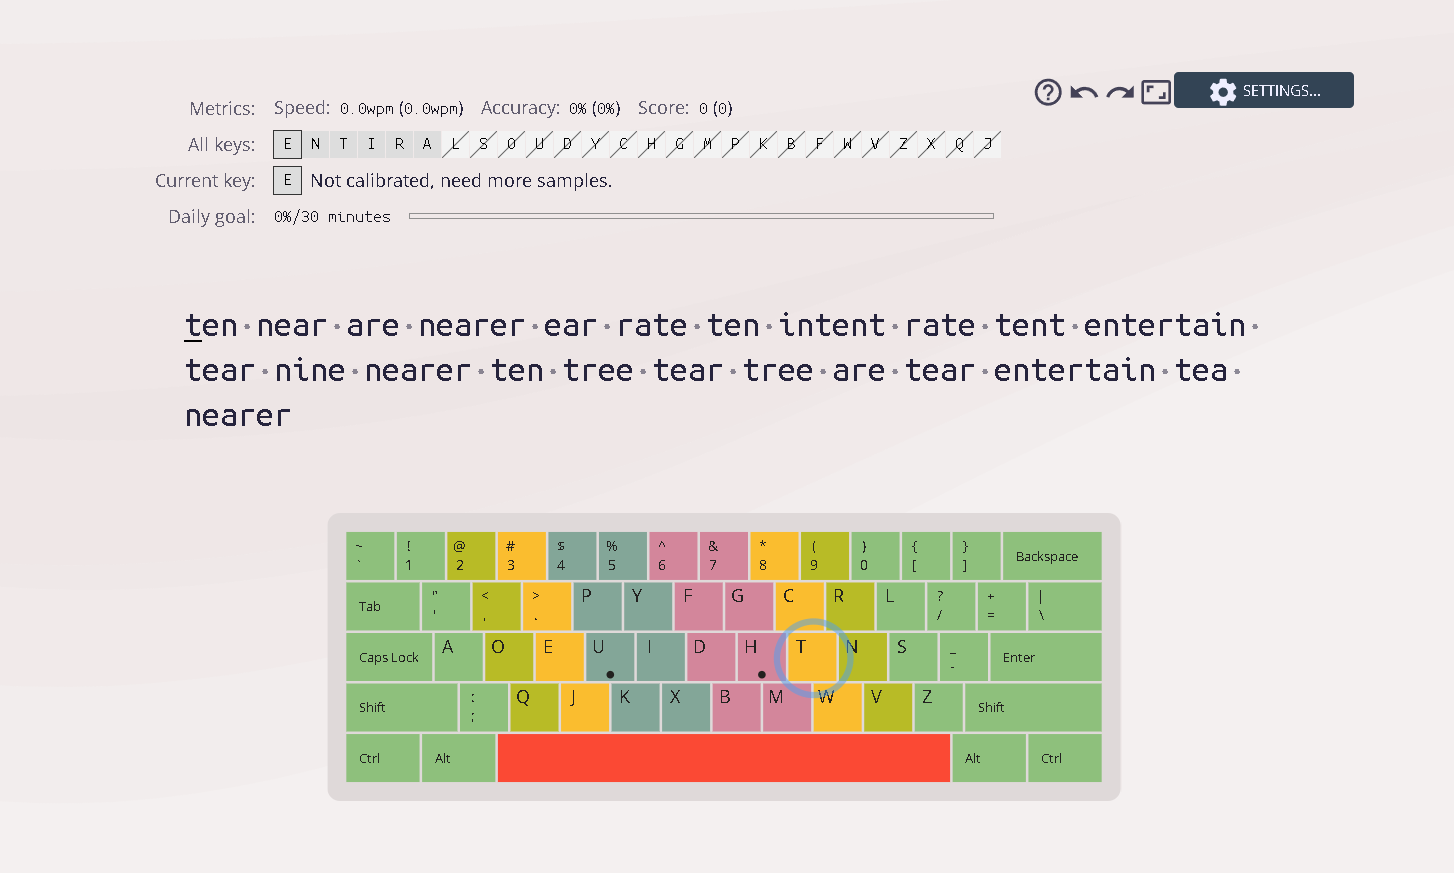 SETTINGS...
Metrics: Speed: 0.0wpm (0.0wpm) Accuracy: 0% (0%) Score: 0 (0)
All keys: E N T I R A L S O U D Y C H G M P K B F W V Z X Q J
Current key: E Not calibrated, need more samples.
Daily goal: 0%/30 minutes
ten·near·are·nearer·ear·rate·ten·intent·rate·tent·entertain·
tear·nine·nearer·ten·tree·tear·tree·are·tear·entertain·tea·
nearer
~ ! @ # $ % ^ & * ( ) { }
` 1 2 3 4 5 6 7 8 9 0 [ ] Backspace
Tab " < > P Y F G C R L ? + |
' , . / = \
Caps Lock A O E U I D H T N S _ Enter
-
Shift : Q J K X B M W V Z Shift
;
Ctrl Alt Alt Ctrl